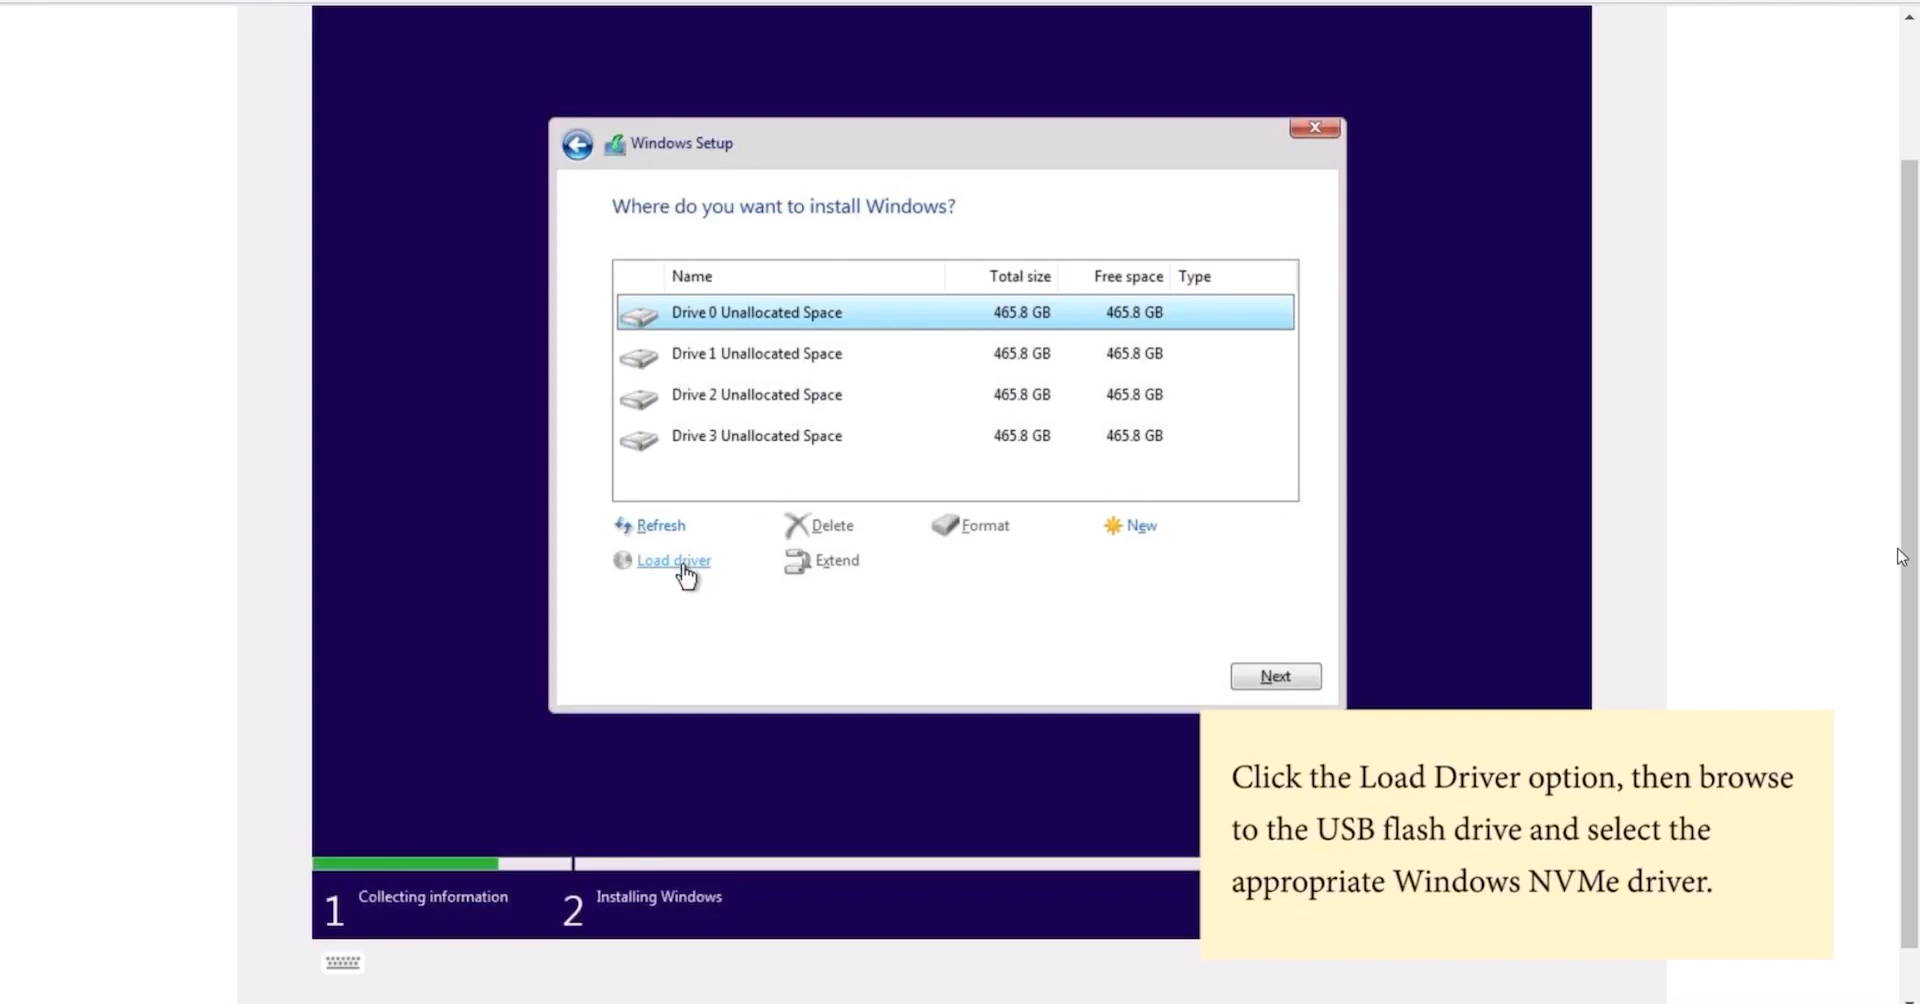 Windows Setup
Where do you want to install Windows?
Name Total size Free space Type
Drive 0 Unallocated Space 465.8 GB 465.8 GB
Drive 1 Unallocated Space 465.8 GB 465.8 GB
Drive 2 Unallocated Space 465.8 GB 465.8 GB
Drive 3 Unallocated Space 465.8 GB 465.8 GB
Refresh Delete Format New
Load driver Extend
Next
Click the Load Driver option, then browse
to the USB flash drive and select the
appropriate Windows NVMe driver.
1 Collecting information 2 Installing Windows